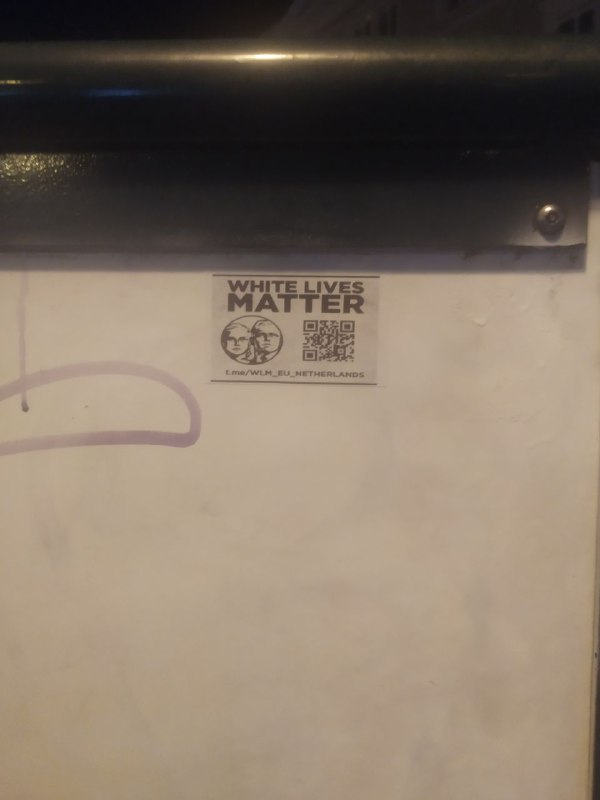 WHITE LIVES
MATTER
t.me/WLM_EU_NETHERLANDS